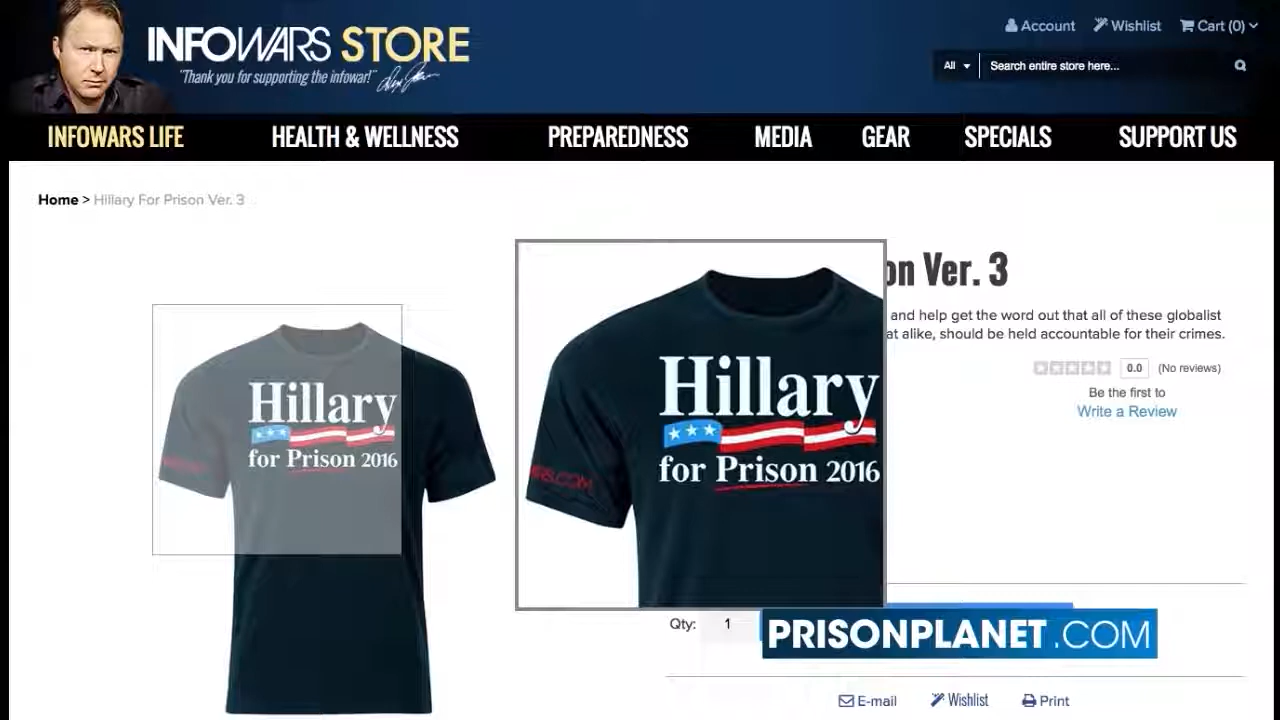 INFOWARS STORE
"Thank you for supporting the infowar!"
Account
Wishlist
Cart (0)
All
Search entire store here...
INFOWARS LIFE
HEALTH & WELLNESS
PREPAREDNESS
MEDIA
GEAR
SPECIALS
SUPPORT US
Home > Hillary For Prison Ver. 3
on Ver. 3
and help get the word out that all of these globalist
at alike, should be held accountable for their crimes.
0.0 (No reviews)
Be the first to
Write a Review
Hillary
for Prison 2016
Hillary
for Prison 2016
RS.COM
Qty: 1
PRISONPLANET.COM
E-mail
Wishlist
Print